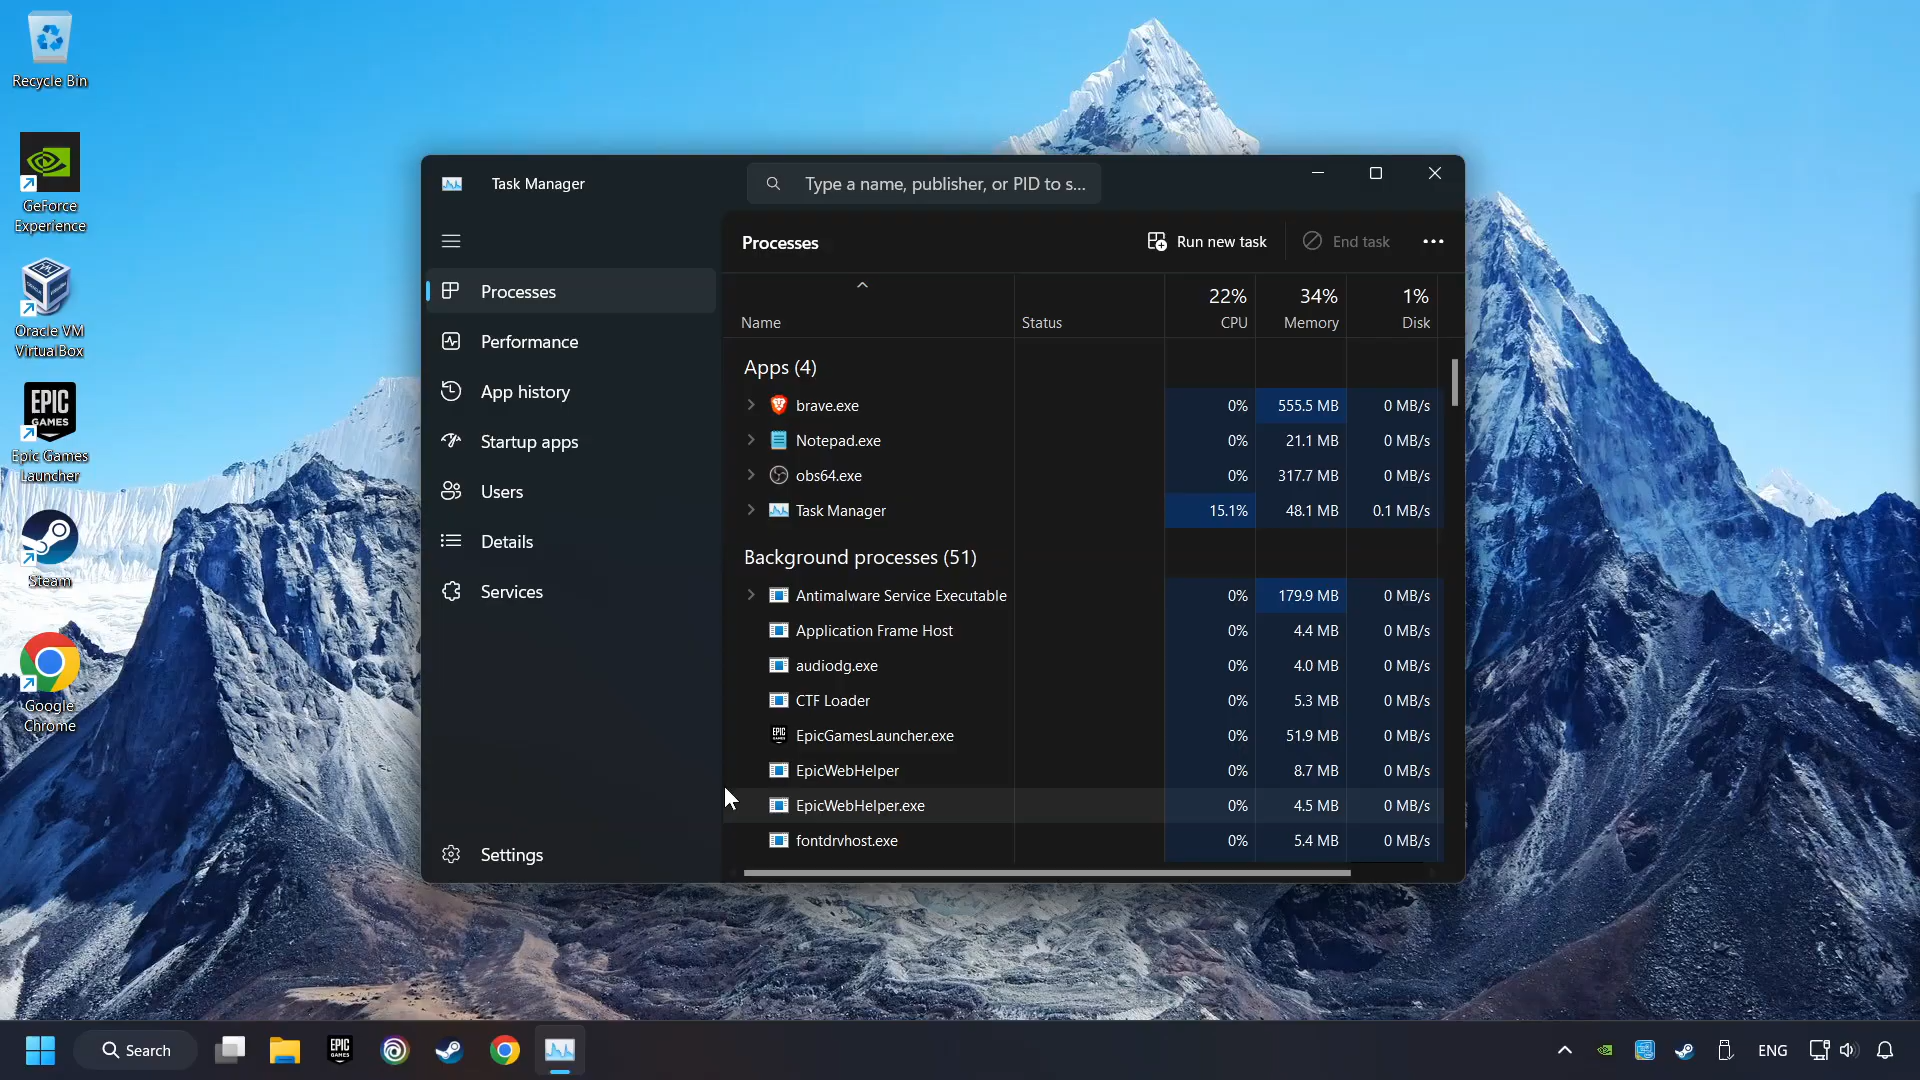 Recycle Bin
GeForce
Experience
Oracle VM
VirtualBox
EPIC
GAMES
Epic Games
Launcher
Steam
Google
Chrome
Task Manager
Type a name, publisher, or PID to s...
Processes
Performance
App history
Startup apps
Users
Details
Services
Settings
Processes
Run new task
End task
22% 34% 1%
Name Status CPU Memory Disk
Apps (4)
brave.exe 0% 555.5 MB 0 MB/s
Notepad.exe 0% 21.1 MB 0 MB/s
obs64.exe 0% 317.7 MB 0 MB/s
Task Manager 15.1% 48.1 MB 0.1 MB/s
Background processes (51)
Antimalware Service Executable 0% 179.9 MB 0 MB/s
Application Frame Host 0% 4.4 MB 0 MB/s
audiodg.exe 0% 4.0 MB 0 MB/s
CTF Loader 0% 5.3 MB 0 MB/s
EpicGamesLauncher.exe 0% 51.9 MB 0 MB/s
EpicWebHelper 0% 8.7 MB 0 MB/s
EpicWebHelper.exe 0% 4.5 MB 0 MB/s
fontdrvhost.exe 0% 5.4 MB 0 MB/s
Search
EPIC
GAMES
ENG